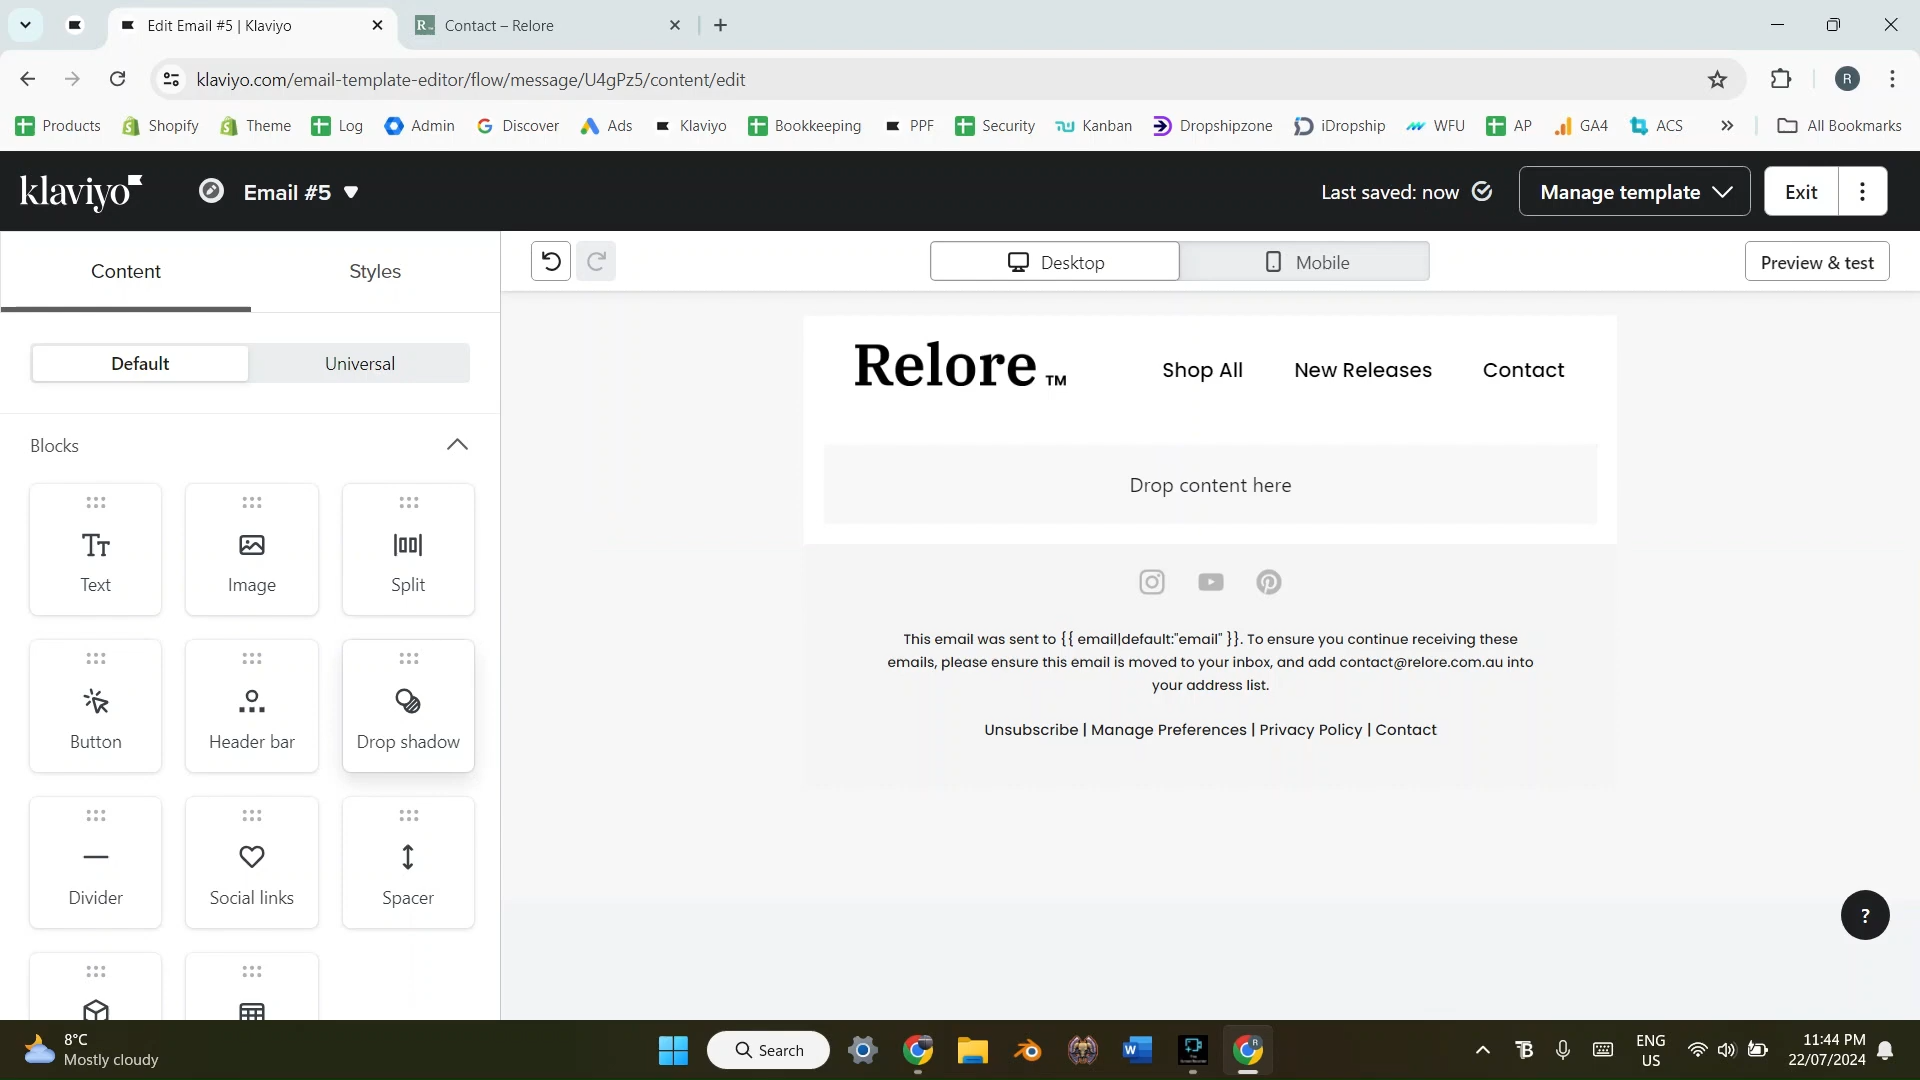 Edit Email #5 | Klaviyo
Contact – Relore
klaviyo.com/email-template-editor/flow/message/U4gPz5/content/edit
R
Products
Shopify
Theme
Log
Admin
Discover
Ads
Klaviyo
Bookkeeping
PPF
Security
Kanban
Dropshipzone
iDropship
WFU
AP
GA4
ACS
»
All Bookmarks
klaviyo
Email #5
Last saved: now
Manage template
Exit
Content
Styles
Desktop
Mobile
Preview & test
Default
Universal
Blocks
Text
Image
Split
Button
Header bar
Drop shadow
Divider
Social links
Spacer
Relore ™
Shop All
New Releases
Contact
Drop content here
This email was sent to {{ email|default:"email" }}. To ensure you continue receiving these
emails, please ensure this email is moved to your inbox, and add contact@relore.com.au into
your address list.
Unsubscribe | Manage Preferences | Privacy Policy | Contact
?
8°C
Mostly cloudy
Search
ENG
US
11:44 PM
22/07/2024